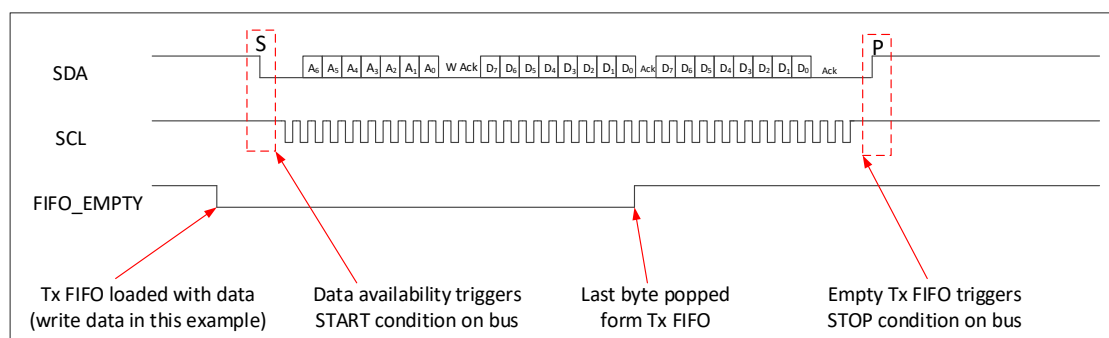 S
P
SDA
A6 A5 A4 A3 A2 A1 A0 W Ack D7 D6 D5 D4 D3 D2 D1 D0 Ack D7 D6 D5 D4 D3 D2 D1 D0 Ack
SCL
FIFO_EMPTY
Tx FIFO loaded with data
(write data in this example)
Data availability triggers
START condition on bus
Last byte popped
form Tx FIFO
Empty Tx FIFO triggers
STOP condition on bus